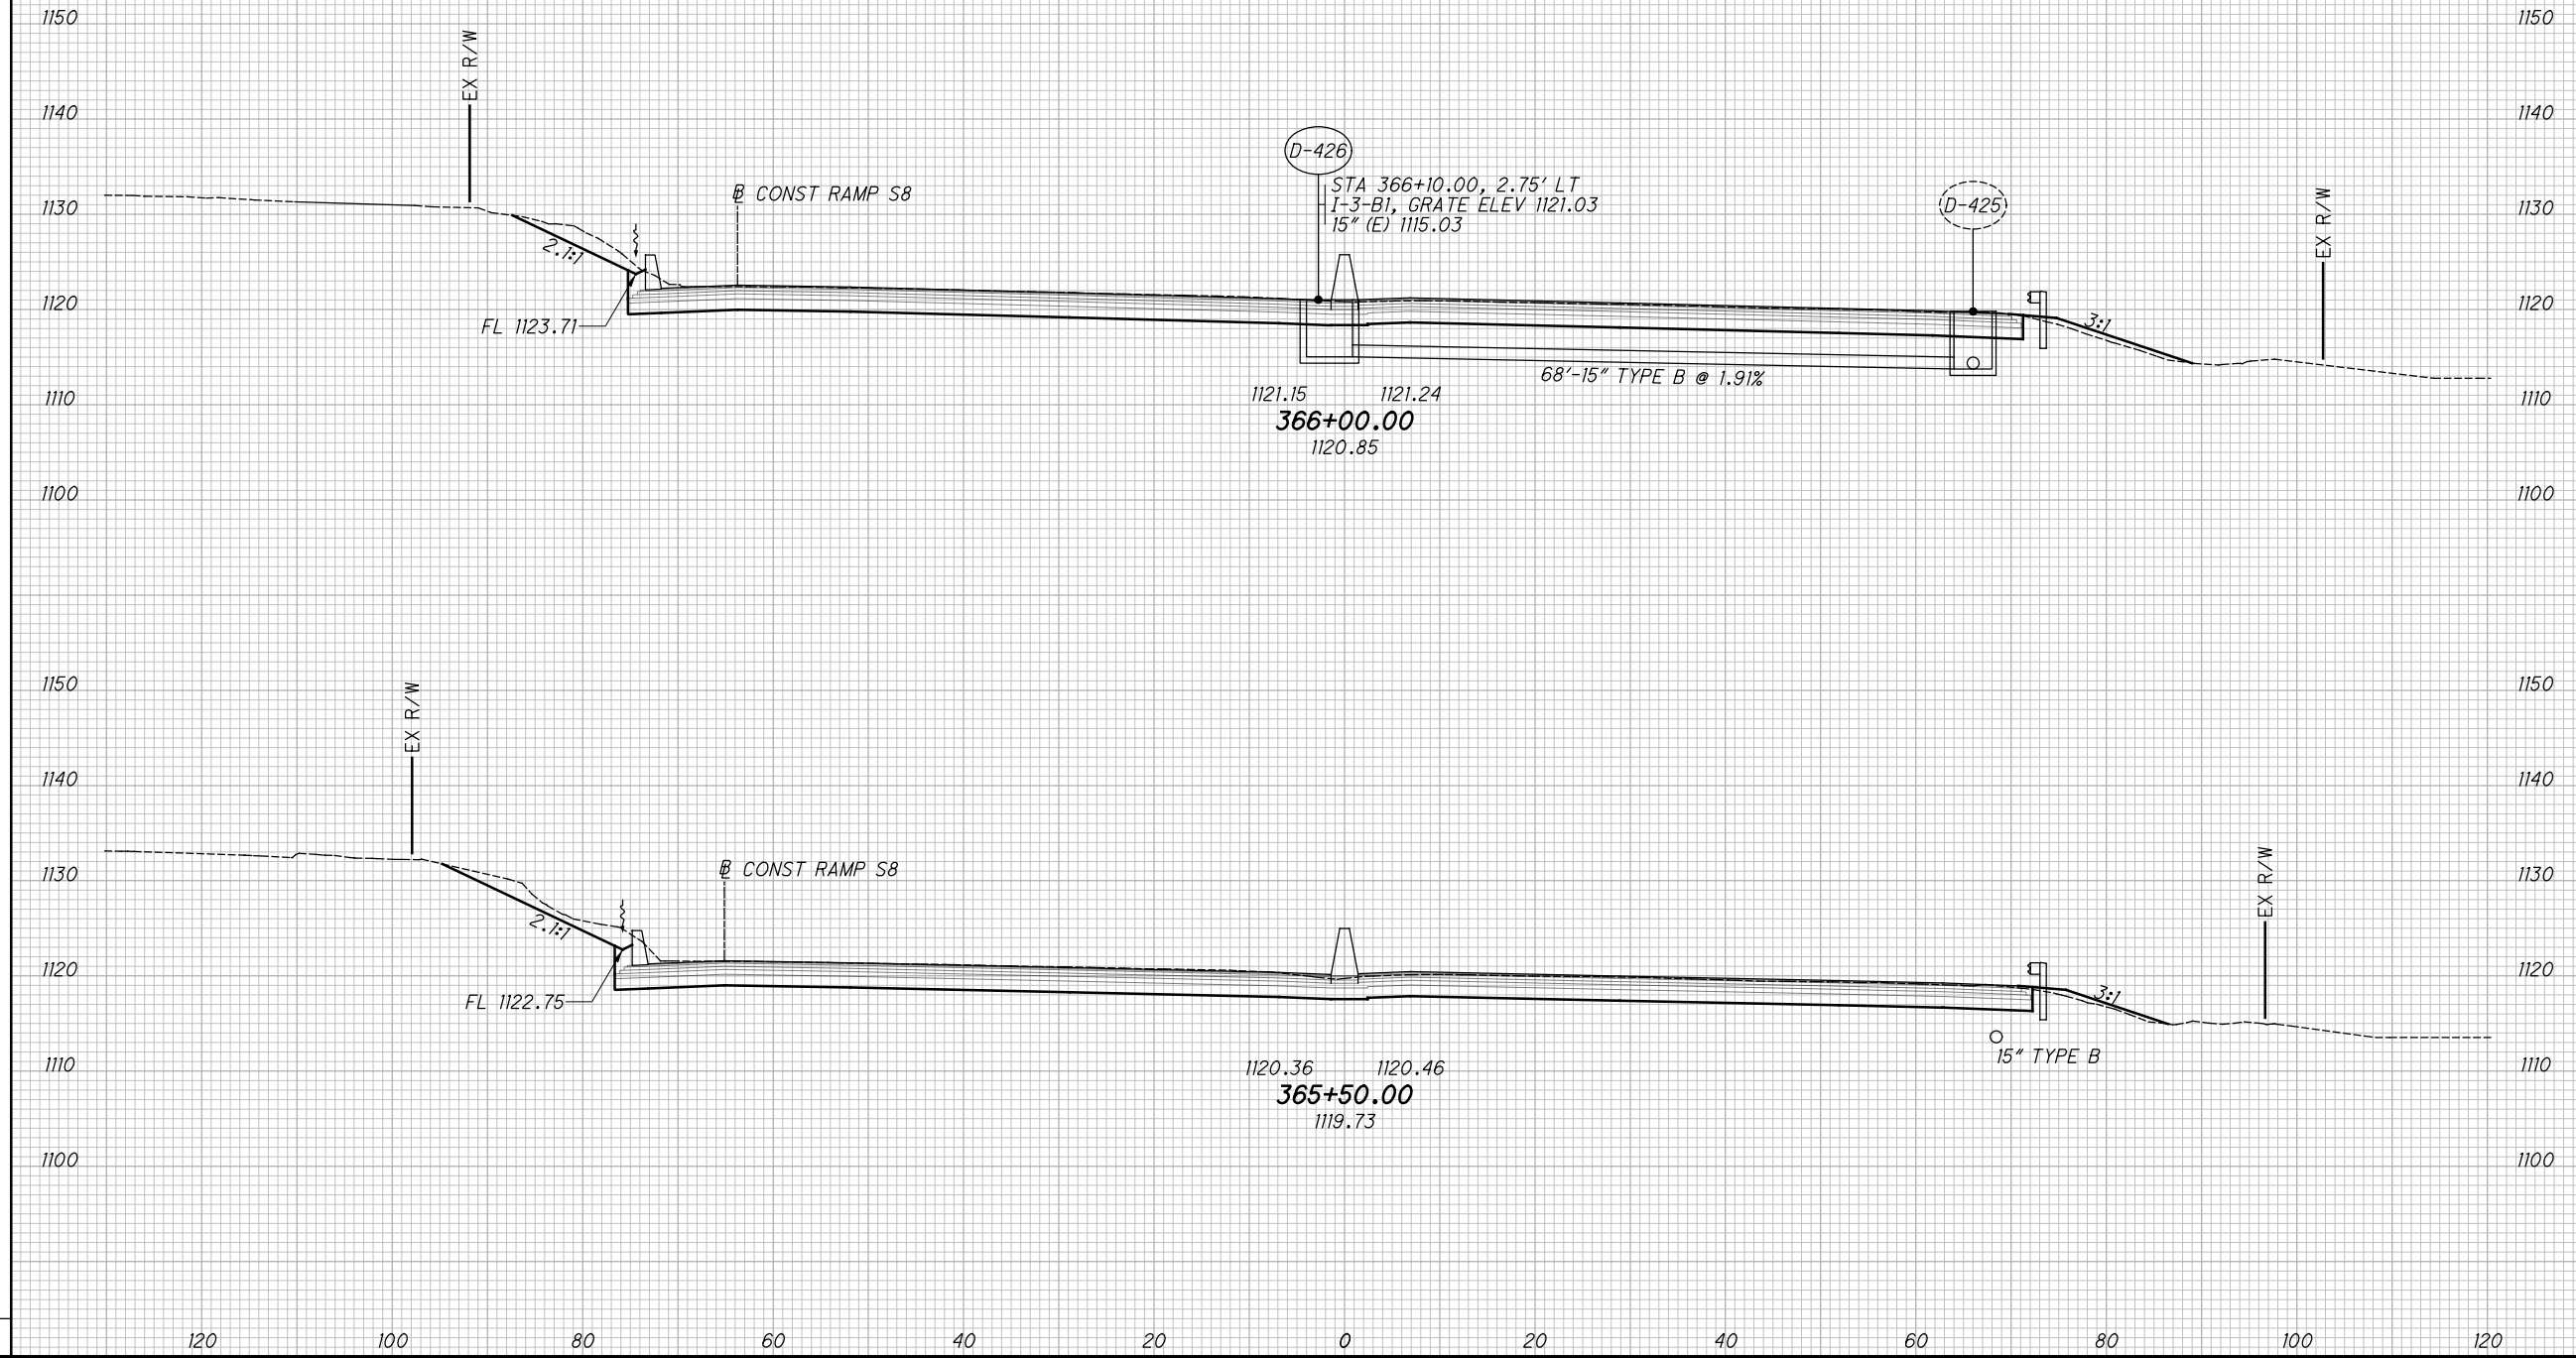 1150 1150
EX R/W
1140 1140
D-426
EX R/W
1130 1130
℄ CONST RAMP S8
STA 366+10.00, 2.75' LT
I-3-B1, GRATE ELEV 1121.03
15" (E) 1115.03
D-425
2.1:1
1120 1120
FL 1123.71
3:1
68'-15" TYPE B @ 1.91%
1110 1110
1121.15 1121.24
366+00.00
1120.85
1100 1100
1150 1150
EX R/W
1140 1140
EX R/W
1130 1130
℄ CONST RAMP S8
2.1:1
1120 1120
FL 1122.75
3:1
15" TYPE B
1110 1110
1120.36 1120.46
365+50.00
1119.73
1100 1100
120 100 80 60 40 20 0 20 40 60 80 100 120